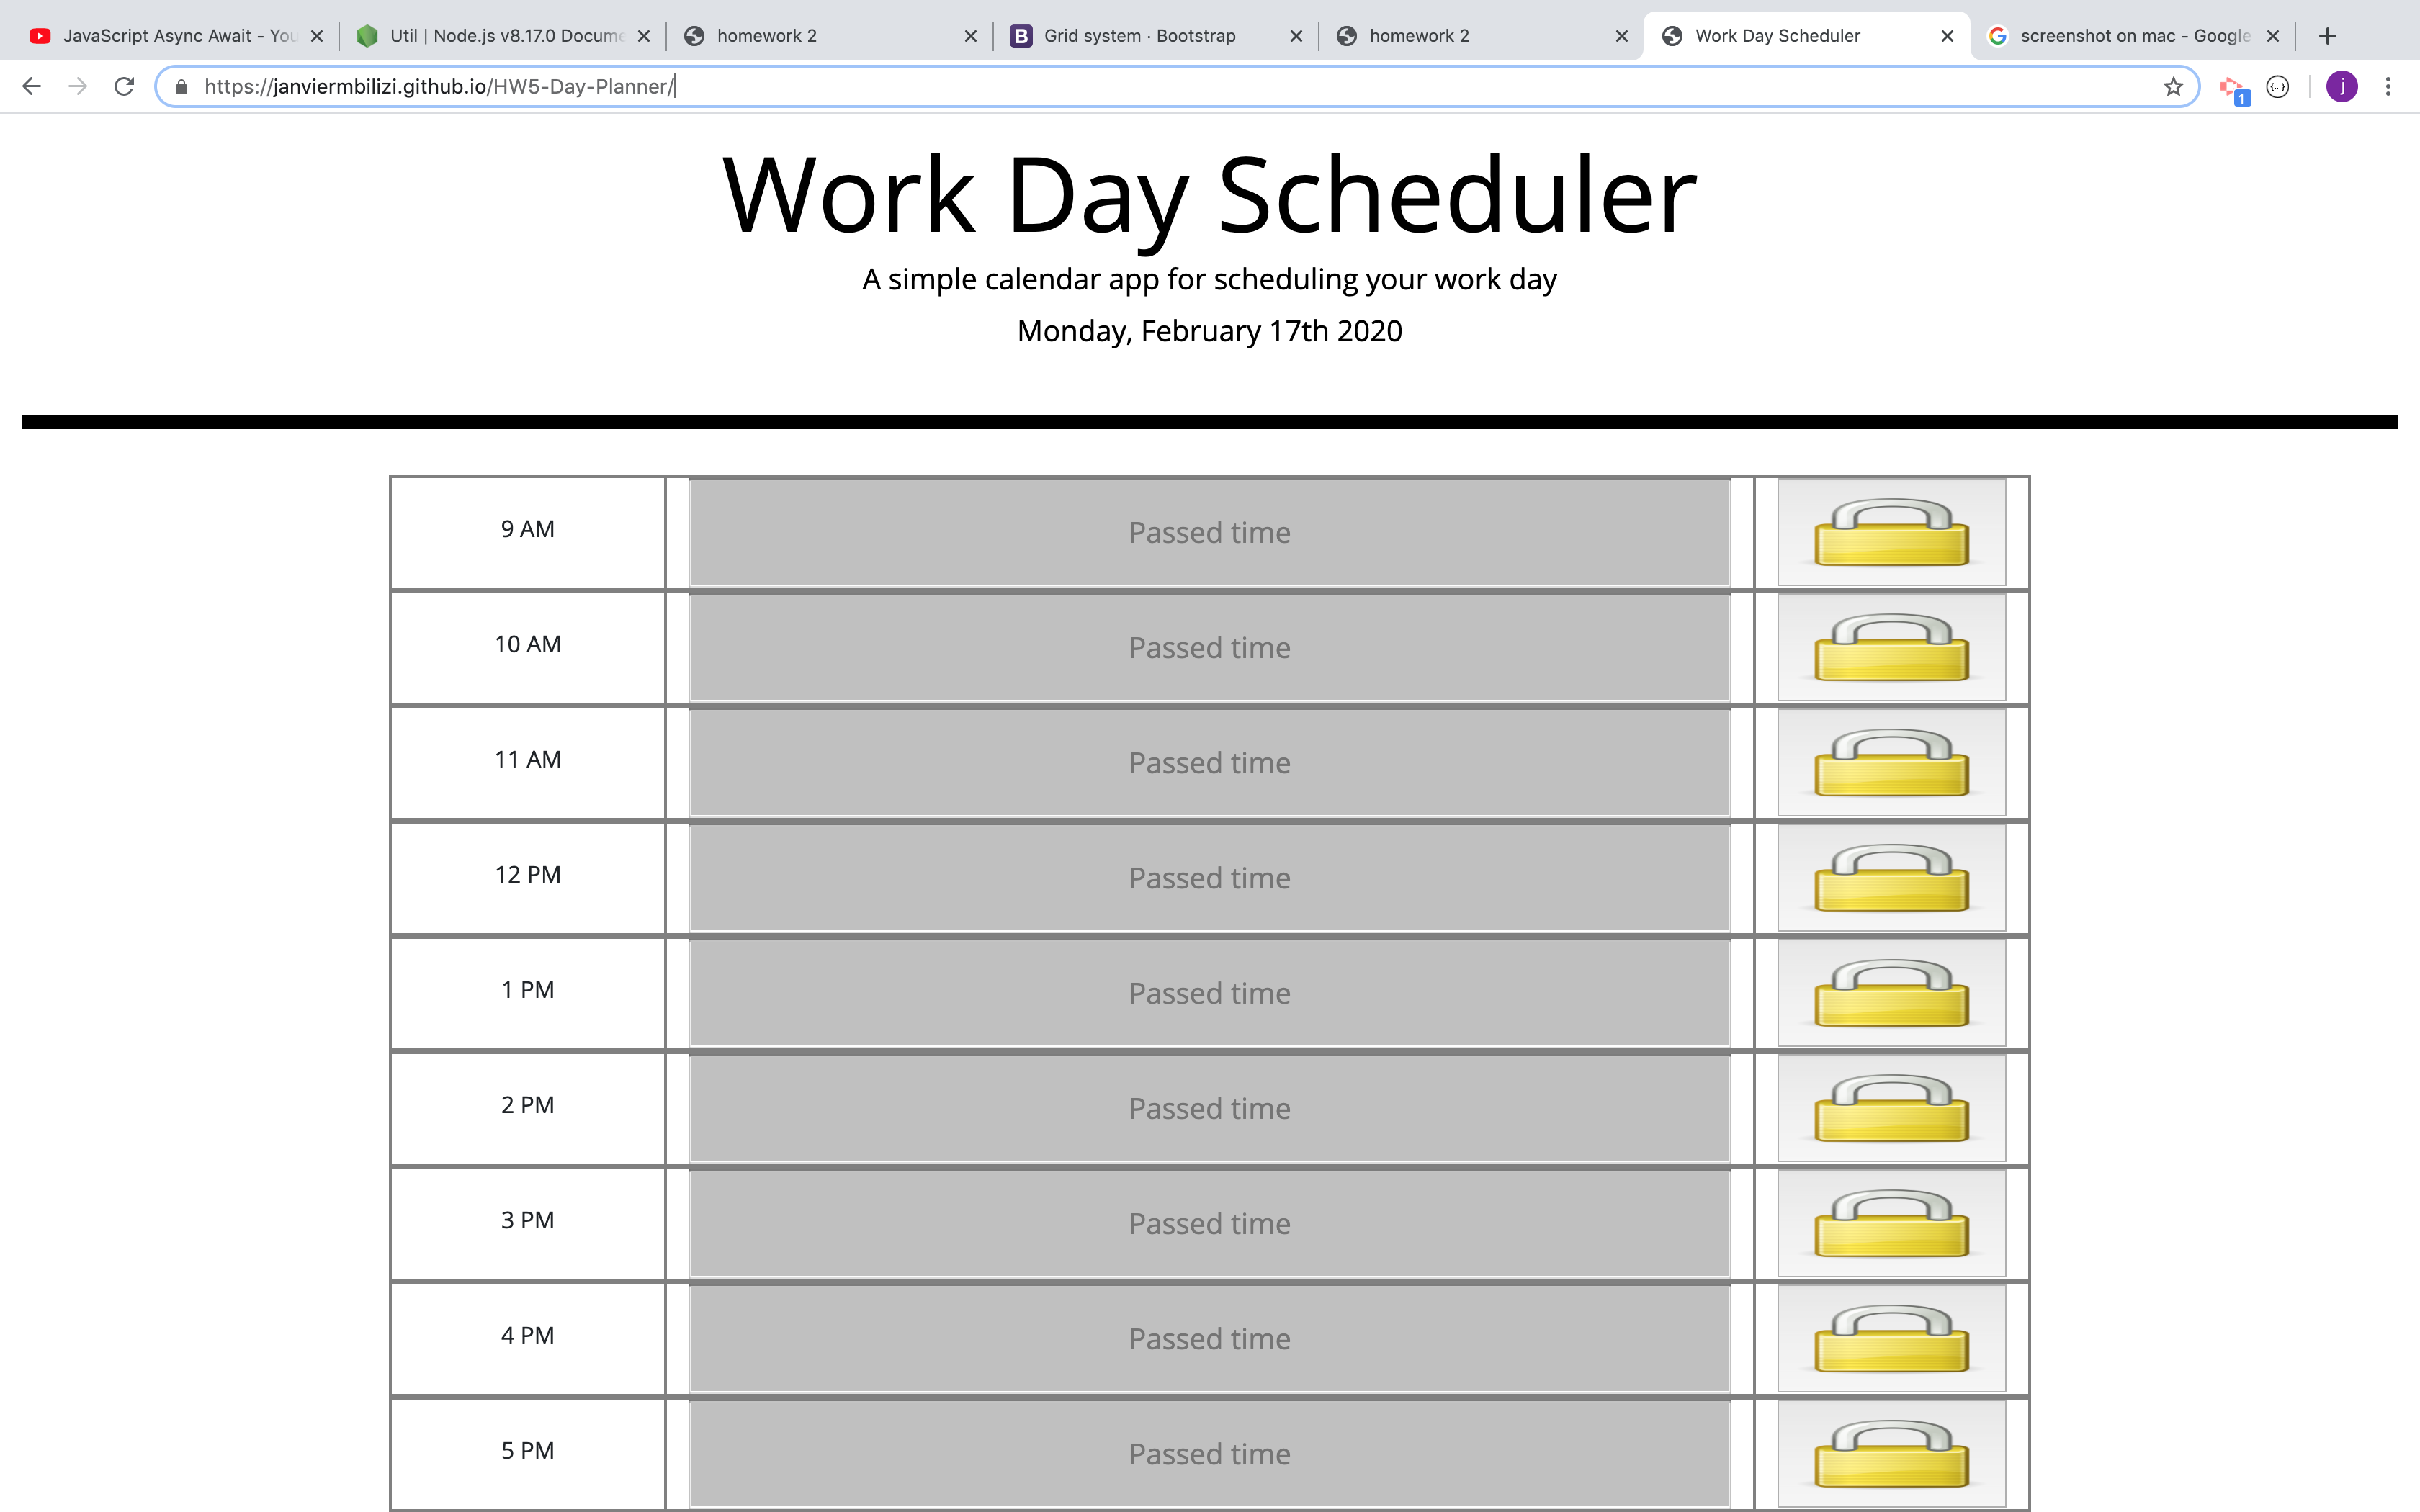 JavaScript Async Await - You
Util | Node.js v8.17.0 Docume
homework 2
Grid system · Bootstrap
homework 2
Work Day Scheduler
screenshot on mac - Google
https://janviermbilizi.github.io/HW5-Day-Planner/
1
j
Work Day Scheduler
A simple calendar app for scheduling your work day
Monday, February 17th 2020
9 AM Passed time
10 AM Passed time
11 AM Passed time
12 PM Passed time
1 PM Passed time
2 PM Passed time
3 PM Passed time
4 PM Passed time
5 PM Passed time